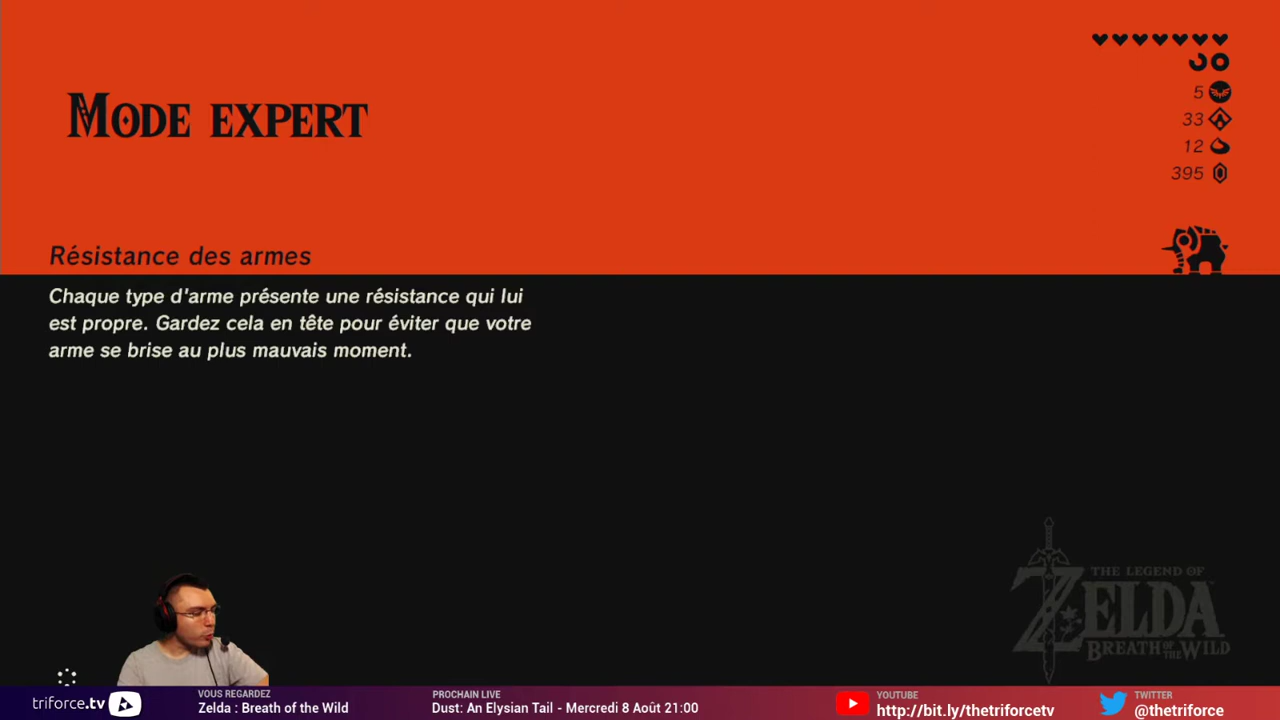 MODE EXPERT
5
33
12
395
Résistance des armes
Chaque type d'arme présente une résistance qui lui
est propre. Gardez cela en tête pour éviter que votre
arme se brise au plus mauvais moment.
THE LEGEND OF
ZELDA
BREATH OF THE WILD
triforce.tv
VOUS REGARDEZ
Zelda : Breath of the Wild
PROCHAIN LIVE
Dust: An Elysian Tail - Mercredi 8 Août 21:00
YOUTUBE
http://bit.ly/thetriforcetv
TWITTER
@thetriforce